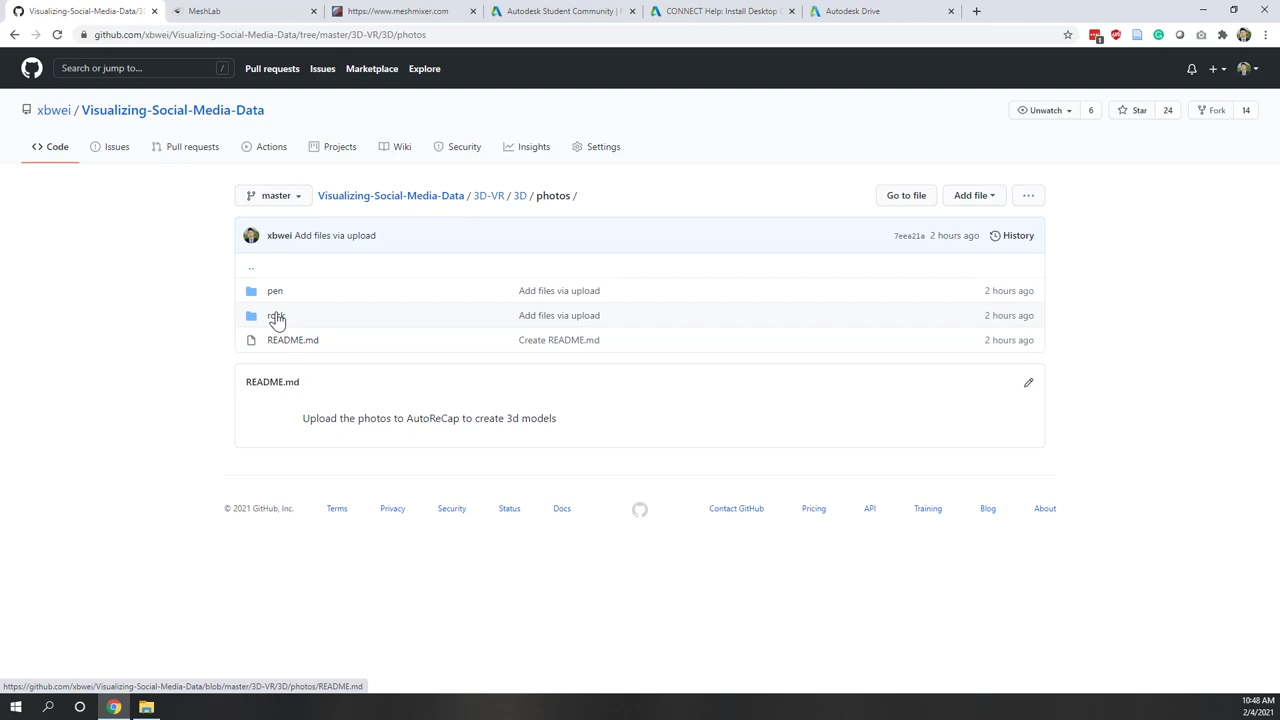 Visualizing-Social-Media-Data/3D
MeshLab
https://www.meshmixer.com
Autodesk Student Community |
CONNECT Help: Install Desktop
Autodesk Drive
github.com/xbwei/Visualizing-Social-Media-Data/tree/master/3D-VR/3D/photos
1
Search or jump to...
/
Pull requests
Issues
Marketplace
Explore
xbwei / Visualizing-Social-Media-Data
Unwatch
6
Star
24
Fork
14
Code
Issues
Pull requests
Actions
Projects
Wiki
Security
Insights
Settings
master
Visualizing-Social-Media-Data / 3D-VR / 3D / photos /
Go to file
Add file
...
xbwei Add files via upload
7eea21a 2 hours ago
History
..
pen
Add files via upload
2 hours ago
Add files via upload
2 hours ago
README.md
Create README.md
2 hours ago
README.md
Upload the photos to AutoReCap to create 3d models
© 2021 GitHub, Inc.
Terms
Privacy
Security
Status
Docs
Contact GitHub
Pricing
API
Training
Blog
About
https://github.com/xbwei/Visualizing-Social-Media-Data/blob/master/3D-VR/3D/photos/README.md
10:48 AM
2/4/2021